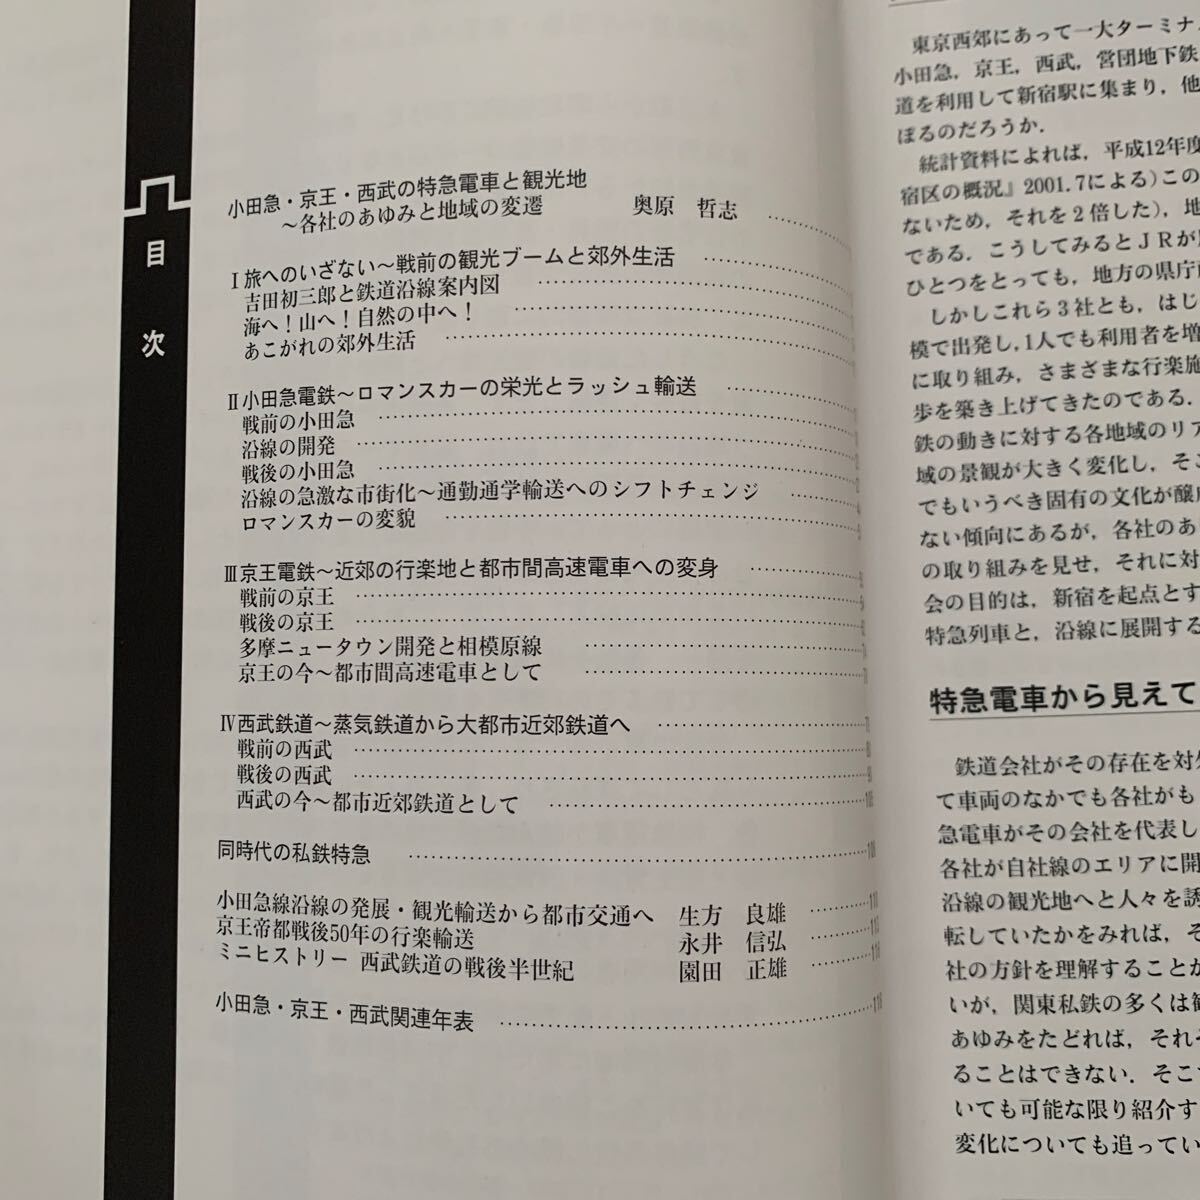 目次
小田急・京王・西武の特急電車と観光地
～各社のあゆみと地域の変遷 奥原 哲志
Ⅰ旅へのいざない～戦前の観光ブームと郊外生活
吉田初三郎と鉄道沿線案内図
海へ！山へ！自然の中へ！
あこがれの郊外生活
Ⅱ小田急電鉄～ロマンスカーの栄光とラッシュ輸送
戦前の小田急
沿線の開発
戦後の小田急
沿線の急激な市街化～通勤通学輸送へのシフトチェンジ
ロマンスカーの変貌
Ⅲ京王電鉄～近郊の行楽地と都市間高速電車への変身
戦前の京王
戦後の京王
多摩ニュータウン開発と相模原線
京王の今～都市間高速電車として
Ⅳ西武鉄道～蒸気鉄道から大都市近郊鉄道へ
戦前の西武
戦後の西武
西武の今～都市近郊鉄道として
同時代の私鉄特急
小田急線沿線の発展・観光輸送から都市交通へ 生方 良雄
京王帝都戦後50年の行楽輸送 永井 信弘
ミニヒストリー 西武鉄道の戦後半世紀 園田 正雄
小田急・京王・西武関連年表
東京西郊にあって一大ターミナ
小田急，京王，西武，営団地下鉄
道を利用して新宿駅に集まり，他
ぼるのだろうか．
統計資料によれば，平成12年度
宿区の概況』2001.7による)この
ないため，それを２倍した)，地
である．こうしてみるとＪＲが
ひとつをとっても，地方の県庁
しかしこれら３社とも，はじ
模で出発し，1人でも利用者を増
に取り組み，さまざまな行楽施
歩を築き上げてきたのである．
鉄の動きに対する各地域のリア
域の景観が大きく変化し，そこ
でもいうべき固有の文化が醸
ない傾向にあるが，各社のあ
の取り組みを見せ，それに対
会の目的は，新宿を起点とす
特急列車と，沿線に展開する
特急電車から見えて
鉄道会社がその存在を対
て車両のなかでも各社がも
急電車がその会社を代表し
各社が自社線のエリアに開
沿線の観光地へと人々を誘
転していたかをみれば，そ
社の方針を理解することが
いが，関東私鉄の多くは
あゆみをたどれば，それぞ
ることはできない．そこ
いても可能な限り紹介す
変化についても追ってい